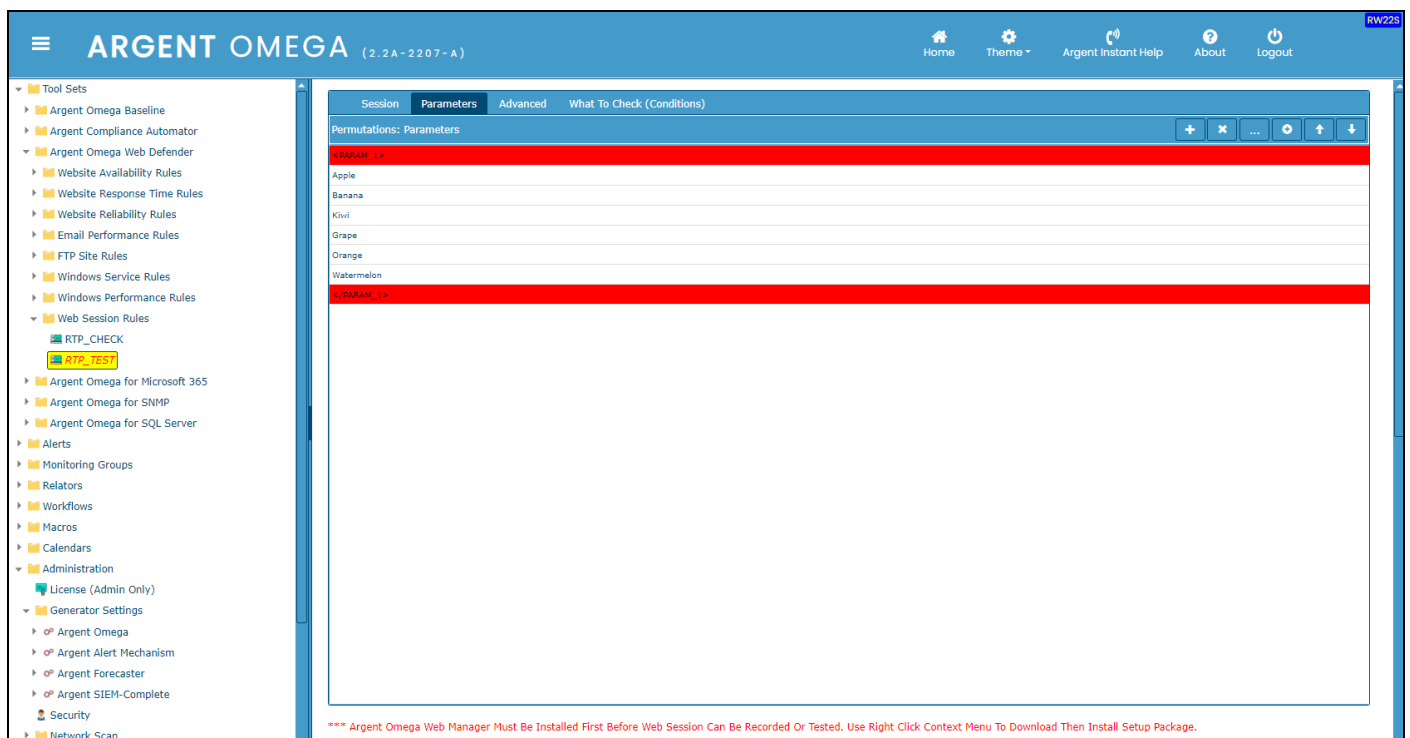 RW22S
ARGENT OMEGA (2.2A-2207-A)
Home
Theme
Argent Instant Help
About
Logout
Tool Sets
Argent Omega Baseline
Argent Compliance Automator
Argent Omega Web Defender
Website Availability Rules
Website Response Time Rules
Website Reliability Rules
Email Performance Rules
FTP Site Rules
Windows Service Rules
Windows Performance Rules
Web Session Rules
RTP_CHECK
RTP_TEST
Argent Omega for Microsoft 365
Argent Omega for SNMP
Argent Omega for SQL Server
Alerts
Monitoring Groups
Relators
Workflows
Macros
Calendars
Administration
License (Admin Only)
Generator Settings
Argent Omega
Argent Alert Mechanism
Argent Forecaster
Argent SIEM-Complete
Security
Network Scan
Session Parameters Advanced What To Check (Conditions)
Permutations: Parameters
...
<PARAM_1>
Apple
Banana
Kiwi
Grape
Orange
Watermelon
</PARAM_1>
*** Argent Omega Web Manager Must Be Installed First Before Web Session Can Be Recorded Or Tested. Use Right Click Context Menu To Download Then Install Setup Package.